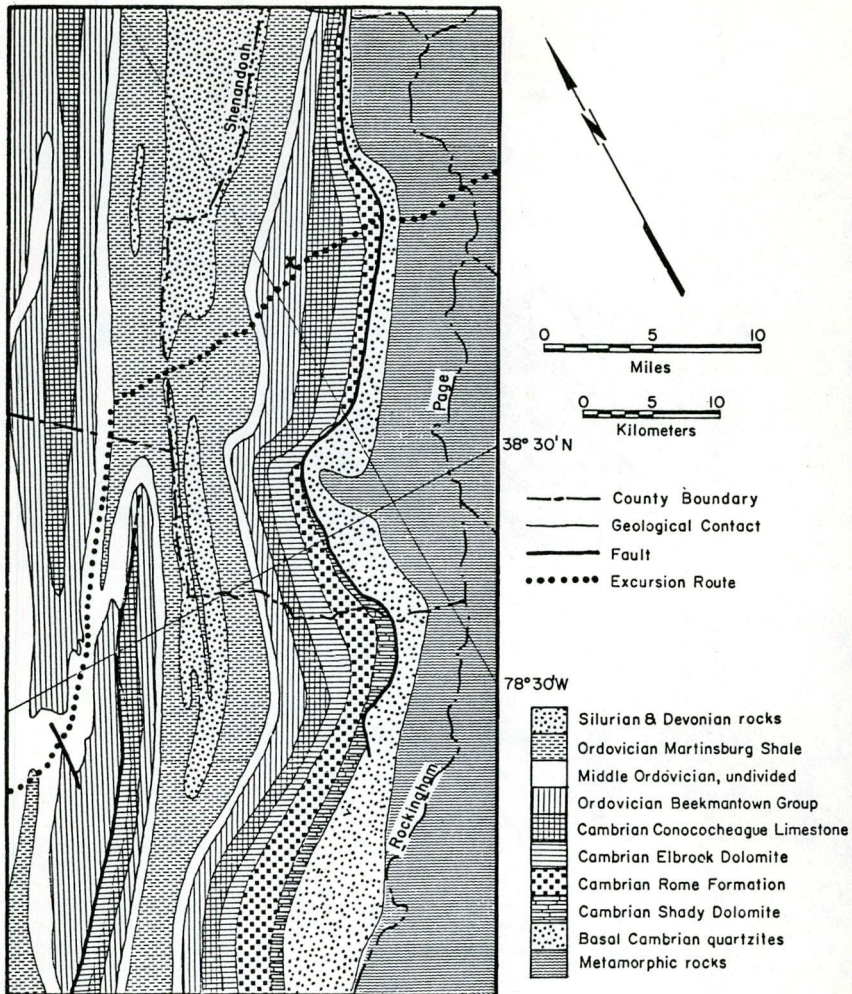 Shenandoah
Page
Rockingham
X
N
0 5 10
Miles
0 5 10
Kilometers
38° 30' N
County Boundary
Geological Contact
Fault
Excursion Route
78° 30' W
Silurian & Devonian rocks
Ordovician Martinsburg Shale
Middle Ordovician, undivided
Ordovician Beekmantown Group
Cambrian Conococheague Limestone
Cambrian Elbrook Dolomite
Cambrian Rome Formation
Cambrian Shady Dolomite
Basal Cambrian quartzites
Metamorphic rocks